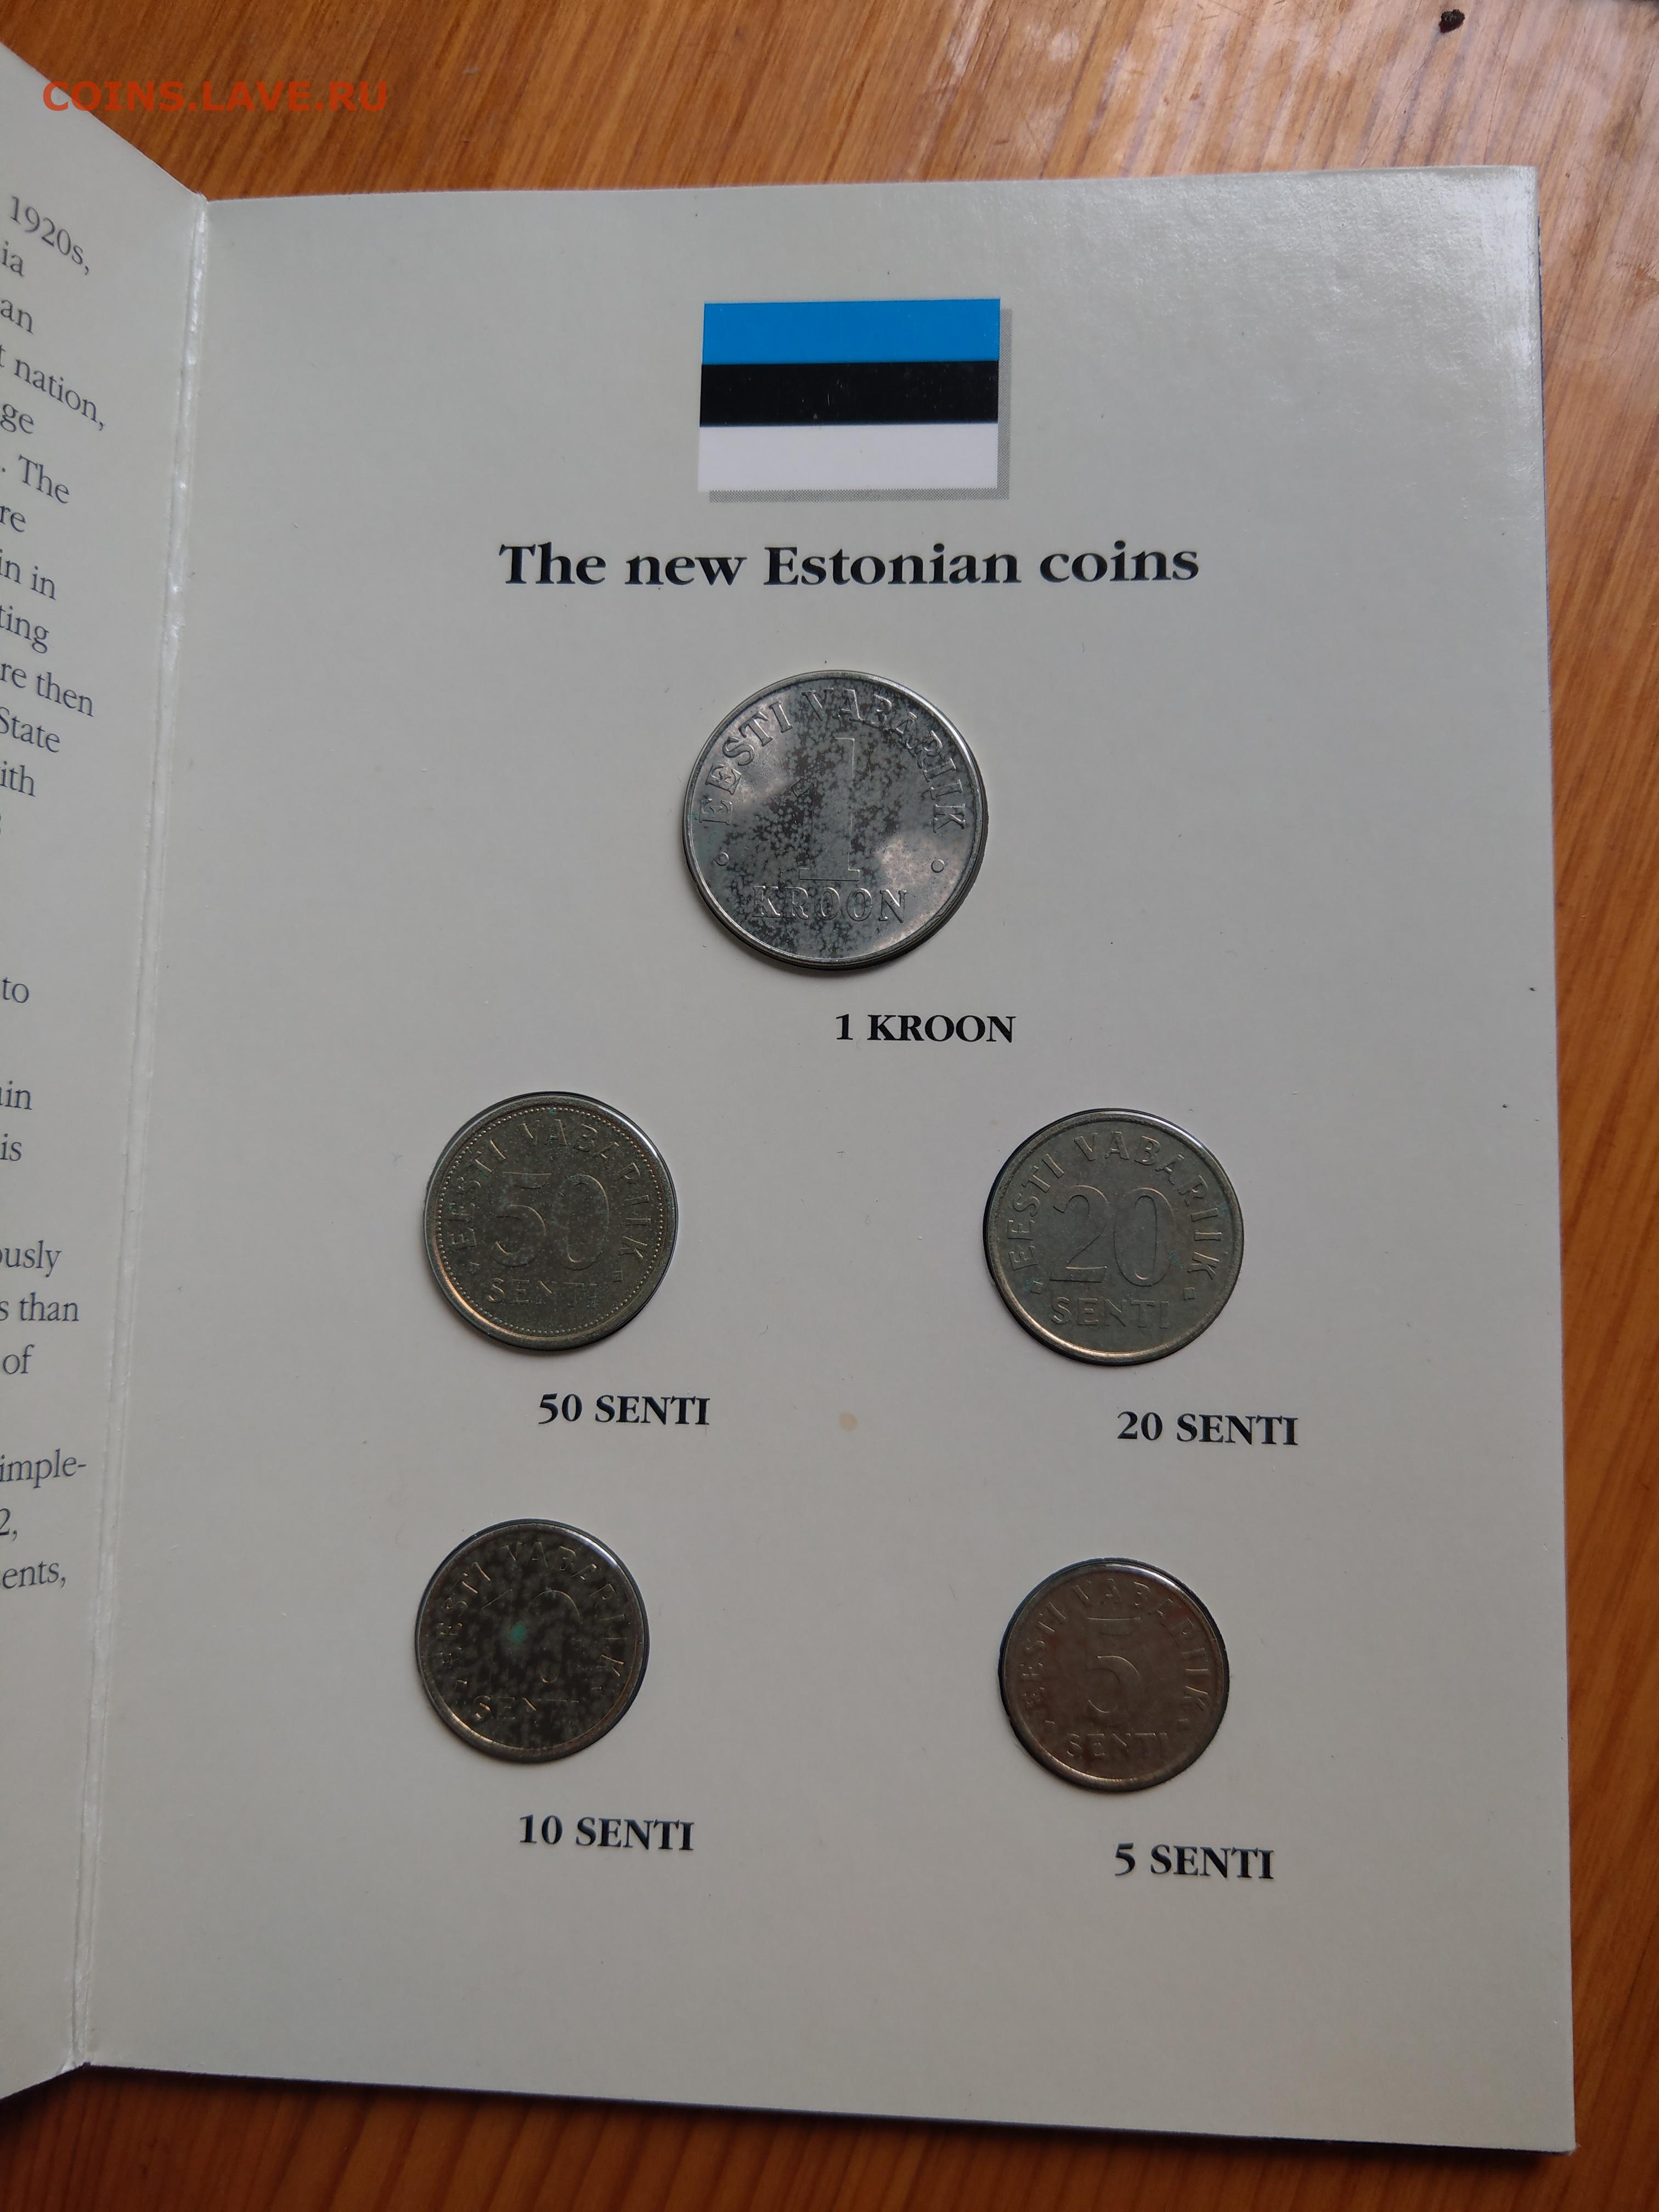 COINS.LAVE.RU
1920s,
ia
an
t nation,
ge
. The
re
in in
ting
re then
State
ith
to
in
is
ously
s than
of
imple-
2,
ents,
The new Estonian coins
EESTI VABARIIK
1
KROON
1 KROON
EESTI VABARIIK
50
SENTI
50 SENTI
EESTI VABARIIK
20
SENTI
20 SENTI
EESTI VABARIIK
SENTI
10 SENTI
EESTI VABARIIK
5
SENTI
5 SENTI